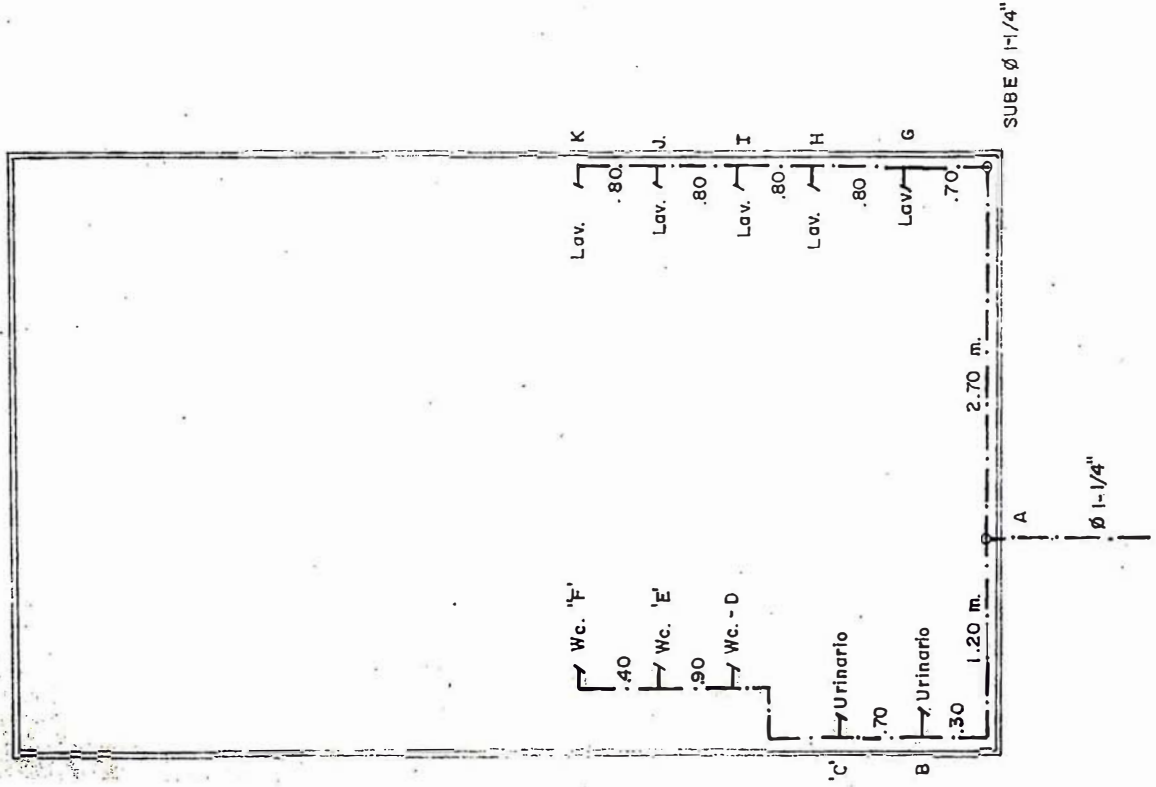 SUBE Ø 1-1/4"
K
Lav.
.80
J.
Lav.
.80
I
Lav.
.80
H
Lav.
.80
G
Lav.
.70
2.70 m.
A
Ø 1-1/4"
1.20 m.
Wc. 'F'
.40
Wc. 'E'
.90
Wc. - D
Urinario
'C'
.70
Urinario
B
.30